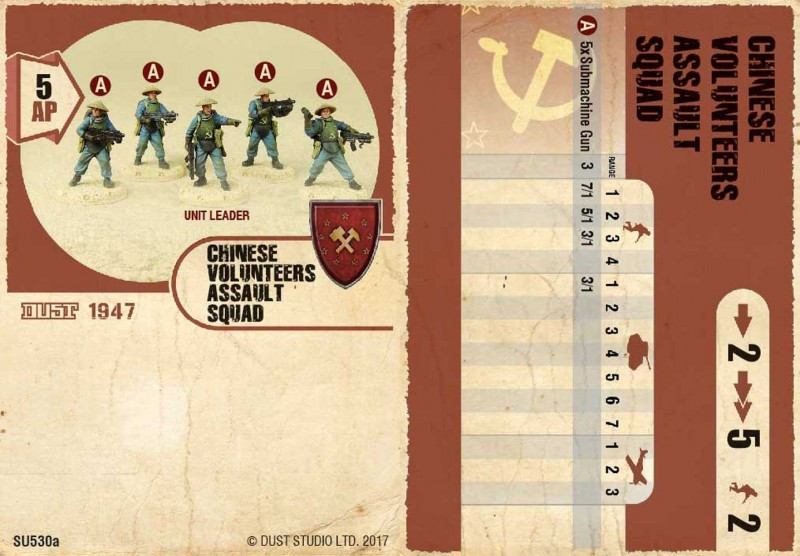 5
AP
A
A
A
A
A
UNIT LEADER
CHINESE
VOLUNTEERS
ASSAULT
SQUAD
DUST 1947
SU530a
© DUST STUDIO LTD. 2017
CHINESE
VOLUNTEERS
ASSAULT
SQUAD
2 5 2
RANGE 1 2 3 4 1 2 3 4 5 6 7 1 2 3
A 5x Submachine Gun 3 7/1 5/1 3/1 3/1